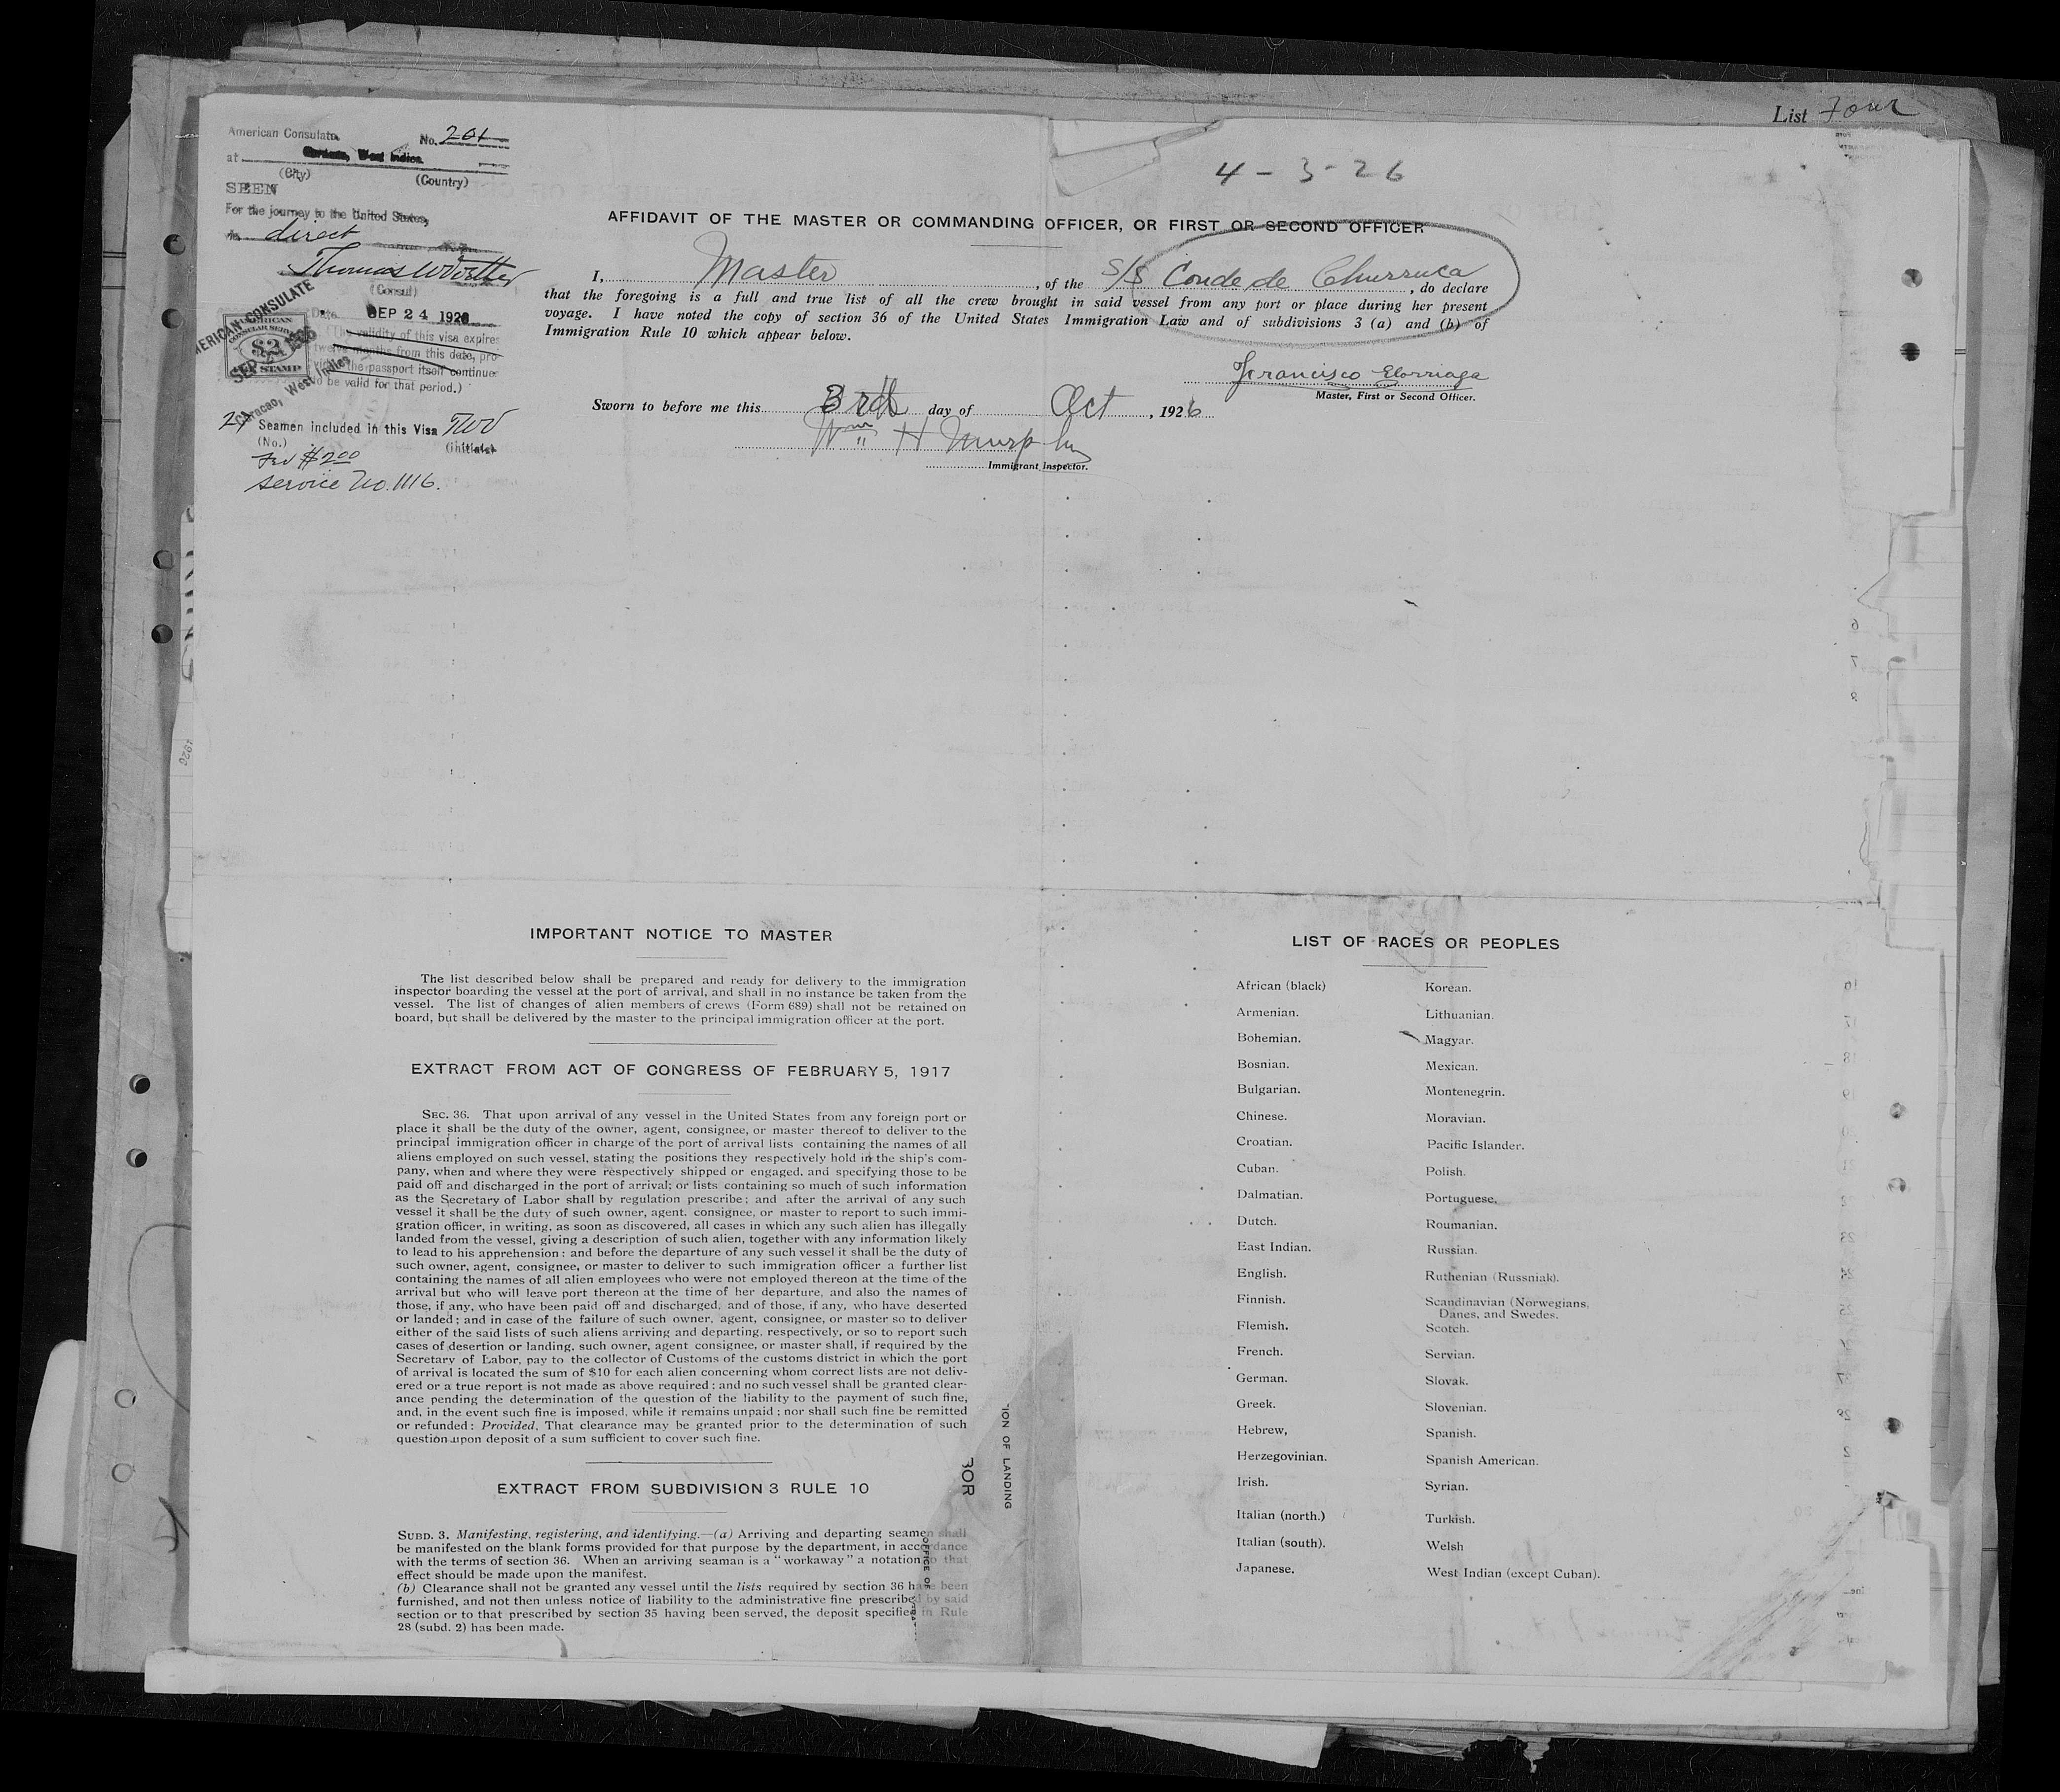 List Four
4-3-26
American Consulate, No. 201
at Curacao, West Indies.
(City) (Country)
SEEN
For the journey to the United States,
direct
(Consul)
Date SEP 24 1926
(The validity of this visa expires
twelve months from this date, pro-
vided the passport itself continues
to be valid for that period.)
AMERICAN CONSULATE
AMERICAN
CONSULAR SERVICE
$2
FEE STAMP
Curacao, West Indies
Seamen included in this Visa
(No.) (Initials)
$2.00
Service No. 1116.
AFFIDAVIT OF THE MASTER OR COMMANDING OFFICER, OR FIRST OR SECOND OFFICER
I, Master, of the S/S Conde de Churruca, do declare
that the foregoing is a full and true list of all the crew brought in said vessel from any port or place during her present
voyage. I have noted the copy of section 36 of the United States Immigration Law and of subdivisions 3 (a) and (b) of
Immigration Rule 10 which appear below.
Francisco Elorriaga
Master, First or Second Officer.
Sworn to before me this 3rd day of Oct, 1926
Wm H Murphy
Immigrant Inspector.
IMPORTANT NOTICE TO MASTER
The list described below shall be prepared and ready for delivery to the immigration
inspector boarding the vessel at the port of arrival, and shall in no instance be taken from the
vessel. The list of changes of alien members of crews (Form 689) shall not be retained on
board, but shall be delivered by the master to the principal immigration officer at the port.
EXTRACT FROM ACT OF CONGRESS OF FEBRUARY 5, 1917
SEC. 36. That upon arrival of any vessel in the United States from any foreign port or
place it shall be the duty of the owner, agent, consignee, or master thereof to deliver to the
principal immigration officer in charge of the port of arrival lists containing the names of all
aliens employed on such vessel, stating the positions they respectively hold in the ship's com-
pany, when and where they were respectively shipped or engaged, and specifying those to be
paid off and discharged in the port of arrival; or lists containing so much of such information
as the Secretary of Labor shall by regulation prescribe; and after the arrival of any such
vessel it shall be the duty of such owner, agent, consignee, or master to report to such immi-
gration officer, in writing, as soon as discovered, all cases in which any such alien has illegally
landed from the vessel, giving a description of such alien, together with any information likely
to lead to his apprehension; and before the departure of any such vessel it shall be the duty of
such owner, agent, consignee, or master to deliver to such immigration officer a further list
containing the names of all alien employees who were not employed thereon at the time of the
arrival but who will leave port thereon at the time of her departure, and also the names of
those, if any, who have been paid off and discharged, and of those, if any, who have deserted
or landed; and in case of the failure of such owner, agent, consignee, or master so to deliver
either of the said lists of such aliens arriving and departing, respectively, or so to report such
cases of desertion or landing, such owner, agent consignee, or master shall, if required by the
Secretary of Labor, pay to the collector of Customs of the customs district in which the port
of arrival is located the sum of $10 for each alien concerning whom correct lists are not deliv-
ered or a true report is not made as above required; and no such vessel shall be granted clear-
ance pending the determination of the question of the liability to the payment of such fine,
and, in the event such fine is imposed, while it remains unpaid; nor shall such fine be remitted
or refunded: Provided, That clearance may be granted prior to the determination of such
question upon deposit of a sum sufficient to cover such fine.
EXTRACT FROM SUBDIVISION 3 RULE 10
SUBD. 3. Manifesting, registering, and identifying.—(a) Arriving and departing seamen shall
be manifested on the blank forms provided for that purpose by the department, in accordance
with the terms of section 36. When an arriving seaman is a "workaway" a notation to that
effect should be made upon the manifest.
(b) Clearance shall not be granted any vessel until the lists required by section 36 have been
furnished, and not then unless notice of liability to the administrative fine prescribed by said
section or to that prescribed by section 35 having been served, the deposit specified in Rule
28 (subd. 2) has been made.
BOR
ION OF LANDING
OFFICE OF
LIST OF RACES OR PEOPLES
African (black)
Armenian.
Bohemian.
Bosnian.
Bulgarian.
Chinese.
Croatian.
Cuban.
Dalmatian.
Dutch.
East Indian.
English.
Finnish.
Flemish.
French.
German.
Greek.
Hebrew,
Herzegovinian.
Irish.
Italian (north.)
Italian (south).
Japanese.
Korean.
Lithuanian.
Magyar.
Mexican.
Montenegrin.
Moravian.
Pacific Islander.
Polish.
Portuguese.
Roumanian.
Russian.
Ruthenian (Russniak).
Scandinavian (Norwegians,
Danes, and Swedes.
Scotch.
Servian.
Slovak.
Slovenian.
Spanish.
Spanish American.
Syrian.
Turkish.
Welsh
West Indian (except Cuban).